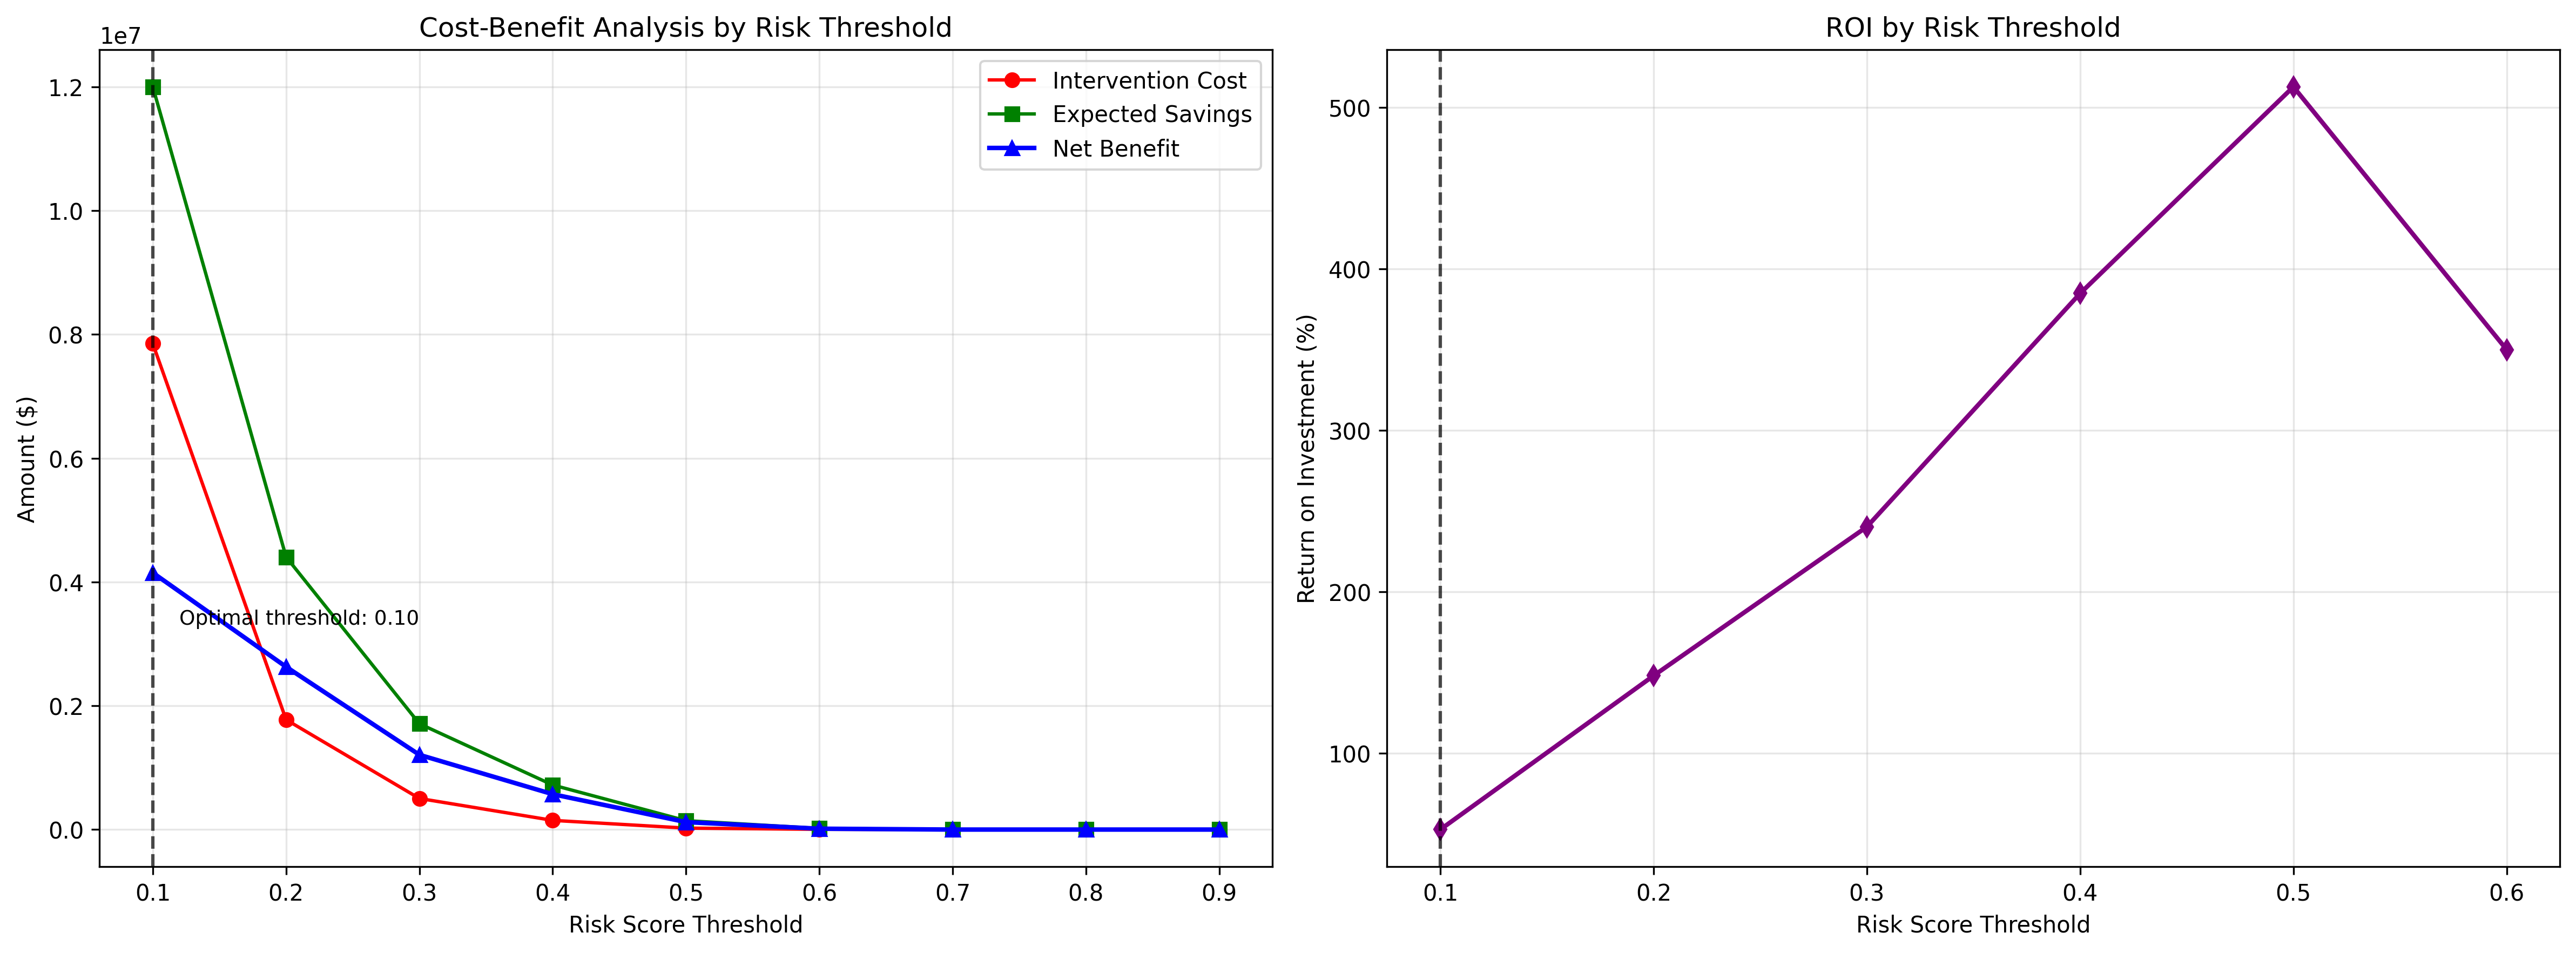 Cost-Benefit Analysis by Risk Threshold
1e7
1.2
1.0
0.8
0.6
0.4
0.2
0.0
Amount ($)
Intervention Cost
Expected Savings
Net Benefit
Optimal threshold: 0.10
0.1 0.2 0.3 0.4 0.5 0.6 0.7 0.8 0.9
Risk Score Threshold
ROI by Risk Threshold
500
400
300
200
100
Return on Investment (%)
0.1 0.2 0.3 0.4 0.5 0.6
Risk Score Threshold